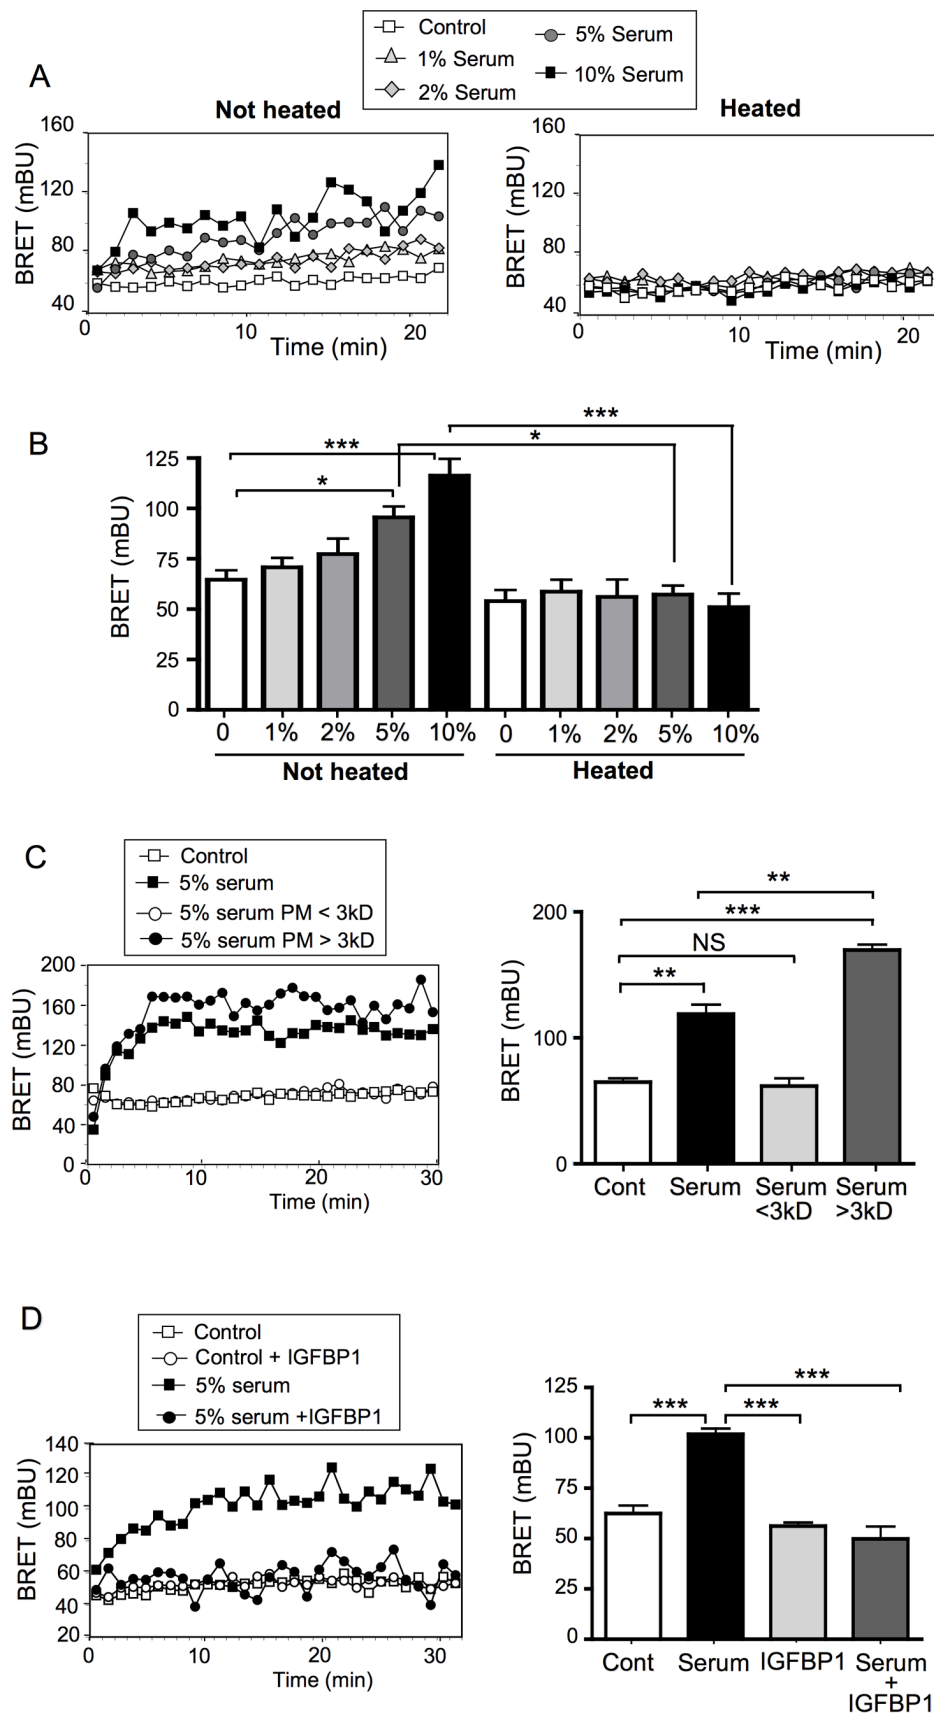 Control
1% Serum
2% Serum
5% Serum
10% Serum
A
Not heated
Heated
BRET (mBU)
160
120
80
40
0
10
20
Time (min)
BRET (mBU)
160
120
80
40
0
10
20
Time (min)
B
***
*
***
*
BRET (mBU)
125
100
75
50
25
0
0 1% 2% 5% 10% 0 1% 2% 5% 10%
Not heated
Heated
C
Control
5% serum
5% serum PM < 3kD
5% serum PM > 3kD
BRET (mBU)
200
160
120
80
40
0
0 10 20 30
Time (min)
**
***
NS
**
BRET (mBU)
200
100
0
Cont Serum Serum Serum
<3kD >3kD
D
Control
Control + IGFBP1
5% serum
5% serum +IGFBP1
BRET (mBU)
140
120
100
80
60
40
20
0 10 20 30
Time (min)
***
*** ***
BRET (mBU)
125
100
75
50
25
0
Cont Serum IGFBP1 Serum
+
IGFBP1